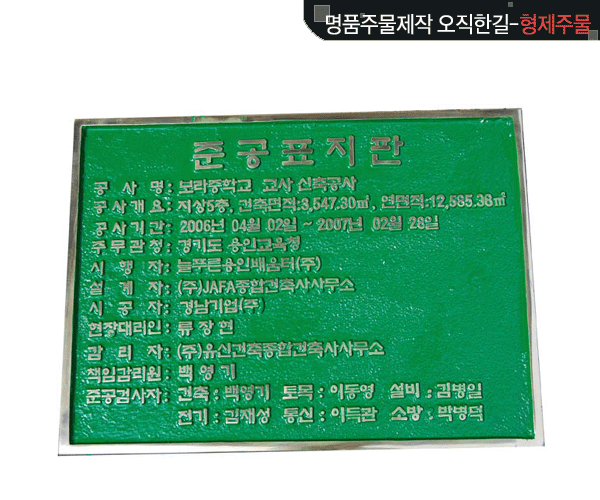 명품주물제작 오직한길-형제주물
준공표지판
공 사 명 : 보라중학교 교사 신축공사
공사개요 : 지상5층, 건축면적:3,547.30㎡, 연면적:12,585.38㎡
공사기간 : 2006년 04월 02일 ~ 2007년 02월 28일
주무관청 : 경기도 용인교육청
시 행 자 : 늘푸른용인배움터(주)
설 계 자 : (주)JAFA종합건축사사무소
시 공 자 : 경남기업(주)
현장대리인 : 류 장 현
감 리 자 : (주)유신건축종합건축사사무소
책임감리원 : 백 영 기
준공검사자 : 건축 : 백영기 토목 : 이동영 설비 : 김병일
전기 : 김재성 통신 : 이득관 소방 : 박병덕